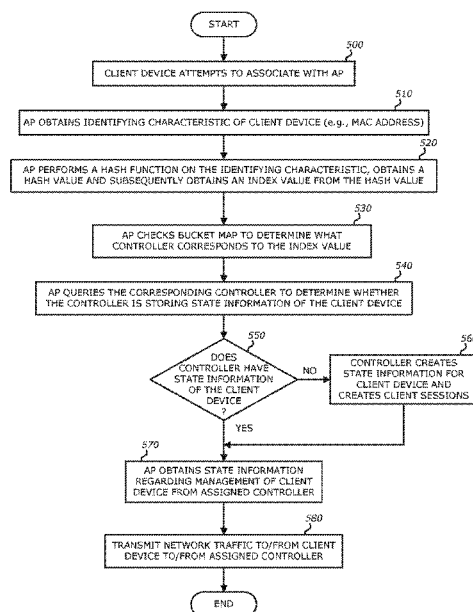 START
500
CLIENT DEVICE ATTEMPTS TO ASSOCIATE WITH AP
510
AP OBTAINS IDENTIFYING CHARACTERISTIC OF CLIENT DEVICE (e.g., MAC ADDRESS)
520
AP PERFORMS A HASH FUNCTION ON THE IDENTIFYING CHARACTERISTIC, OBTAINS A
HASH VALUE AND SUBSEQUENTLY OBTAINS AN INDEX VALUE FROM THE HASH VALUE
530
AP CHECKS BUCKET MAP TO DETERMINE WHAT
CONTROLLER CORRESPONDS TO THE INDEX VALUE
540
AP QUERIES THE CORRESPONDING CONTROLLER TO DETERMINE WHETHER
THE CONTROLLER IS STORING STATE INFORMATION OF THE CLIENT DEVICE
550
DOES
CONTROLLER HAVE
STATE INFORMATION
OF THE CLIENT
DEVICE
?
NO
YES
CONTROLLER CREATES
STATE INFORMATION FOR
CLIENT DEVICE AND
CREATES CLIENT SESSIONS
570
AP OBTAINS STATE INFORMATION
REGARDING MANAGEMENT OF CLIENT
DEVICE FROM ASSIGNED CONTROLLER
580
TRANSMIT NETWORK TRAFFIC TO/FROM CLIENT
DEVICE TO/FROM ASSIGNED CONTROLLER
END